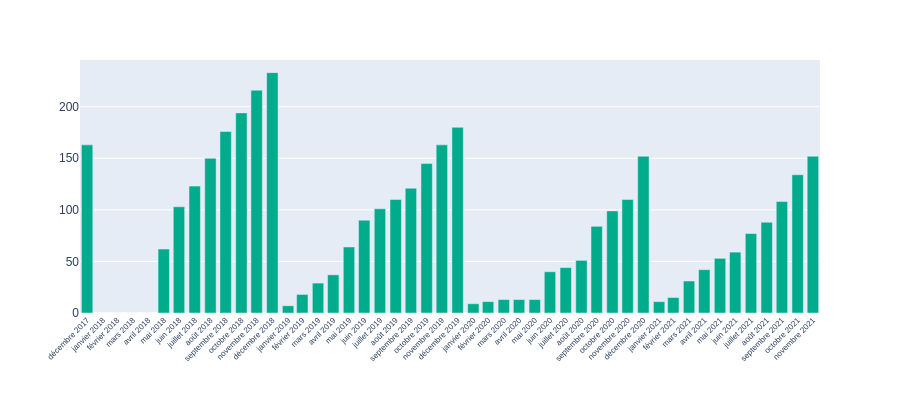 200
150
100
50
0
décembre 2017
janvier 2018
février 2018
mars 2018
avril 2018
mai 2018
juin 2018
juillet 2018
août 2018
septembre 2018
octobre 2018
novembre 2018
décembre 2018
janvier 2019
février 2019
mars 2019
avril 2019
mai 2019
juin 2019
juillet 2019
août 2019
septembre 2019
octobre 2019
novembre 2019
décembre 2019
janvier 2020
février 2020
mars 2020
avril 2020
mai 2020
juin 2020
juillet 2020
août 2020
septembre 2020
octobre 2020
novembre 2020
décembre 2020
janvier 2021
février 2021
mars 2021
avril 2021
mai 2021
juin 2021
juillet 2021
août 2021
septembre 2021
octobre 2021
novembre 2021